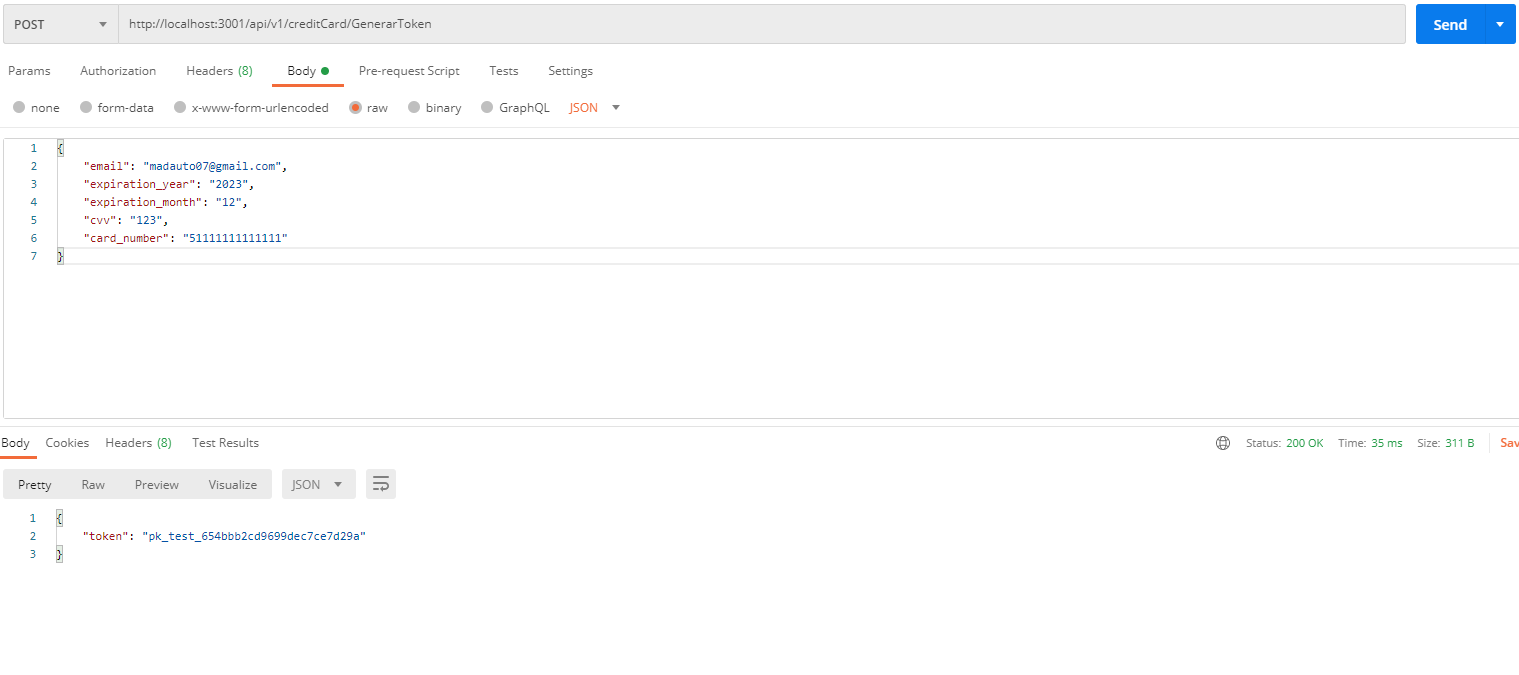 POST http://localhost:3001/api/v1/creditCard/GenerarToken Send
Params Authorization Headers (8) Body Pre-request Script Tests Settings
none form-data x-www-form-urlencoded raw binary GraphQL JSON
1 {
2 "email": "madauto07@gmail.com",
3 "expiration_year": "2023",
4 "expiration_month": "12",
5 "cvv": "123",
6 "card_number": "51111111111111"
7 }
Body Cookies Headers (8) Test Results Status: 200 OK Time: 35 ms Size: 311 B Sav
Pretty Raw Preview Visualize JSON
1 {
2 "token": "pk_test_654bbb2cd9699dec7ce7d29a"
3 }